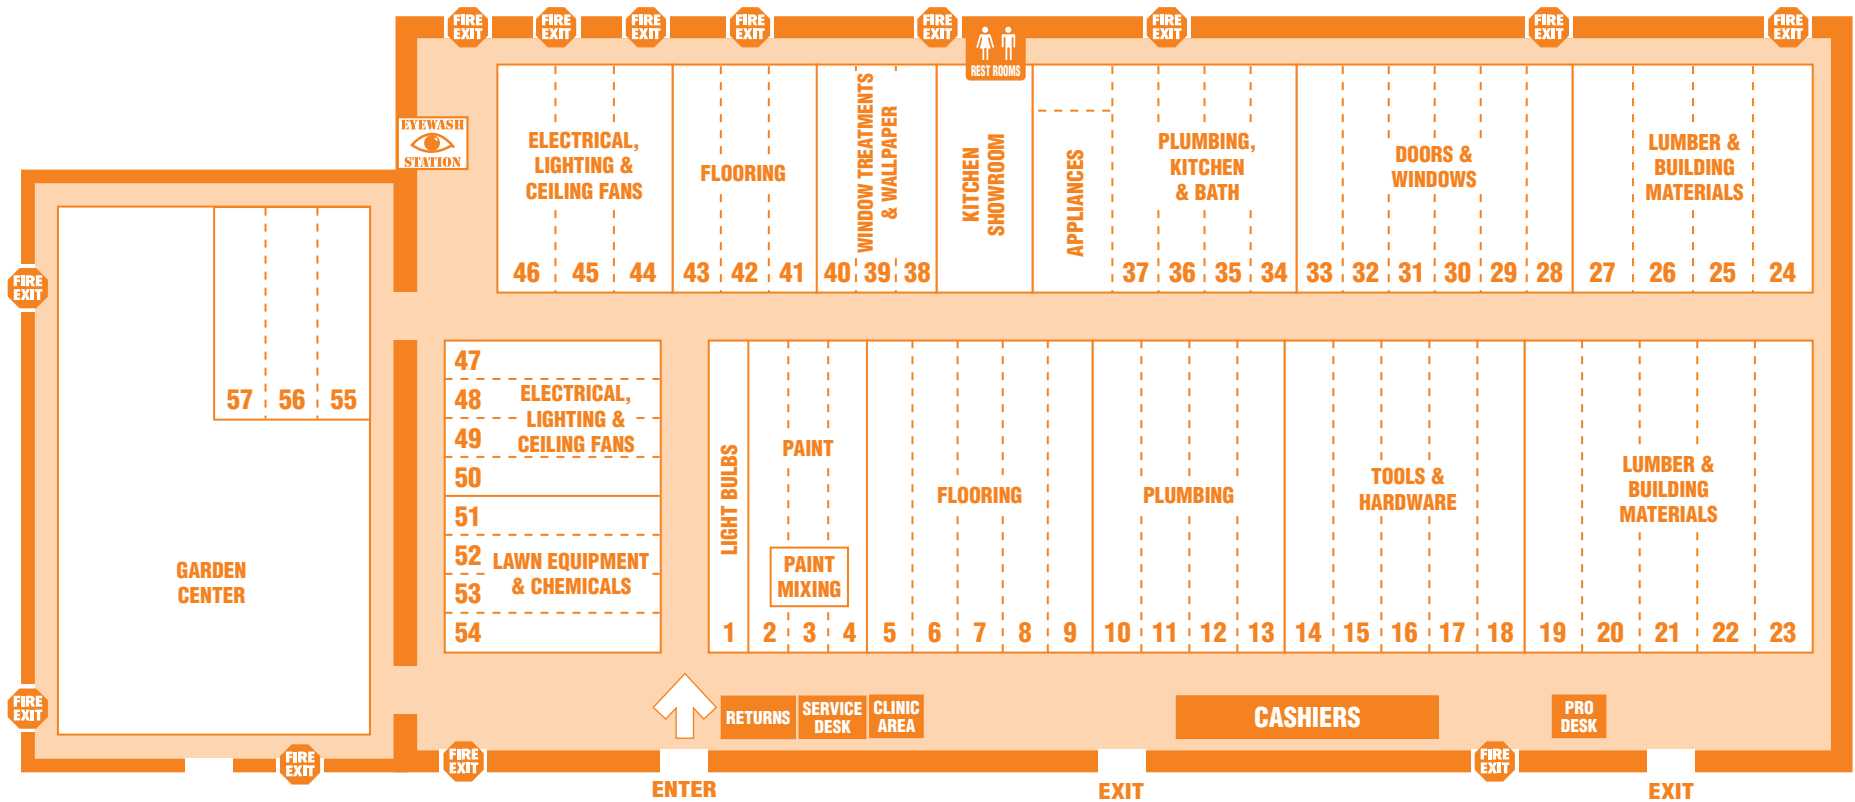 FIRE
EXIT
FIRE
EXIT
FIRE
EXIT
FIRE
EXIT
FIRE
EXIT
REST ROOMS
FIRE
EXIT
FIRE
EXIT
FIRE
EXIT
EYEWASH
STATION
ELECTRICAL,
LIGHTING &
CEILING FANS
46 45 44
FLOORING
43 42 41
WINDOW TREATMENTS
& WALLPAPER
40 39 38
KITCHEN
SHOWROOM
APPLIANCES
PLUMBING,
KITCHEN
& BATH
37 36 35 34
DOORS &
WINDOWS
33 32 31 30 29 28
LUMBER &
BUILDING
MATERIALS
27 26 25 24
FIRE
EXIT
57 56 55
GARDEN
CENTER
FIRE
EXIT
FIRE
EXIT
47
48
49
50
ELECTRICAL,
LIGHTING &
CEILING FANS
51
52
53
54
LAWN EQUIPMENT
& CHEMICALS
LIGHT BULBS
1
PAINT
PAINT
MIXING
2 3 4
FLOORING
5 6 7 8 9
PLUMBING
10 11 12 13
TOOLS &
HARDWARE
14 15 16 17 18
LUMBER &
BUILDING
MATERIALS
19 20 21 22 23
RETURNS
SERVICE
DESK
CLINIC
AREA
CASHIERS
PRO
DESK
FIRE
EXIT
FIRE
EXIT
ENTER
EXIT
EXIT